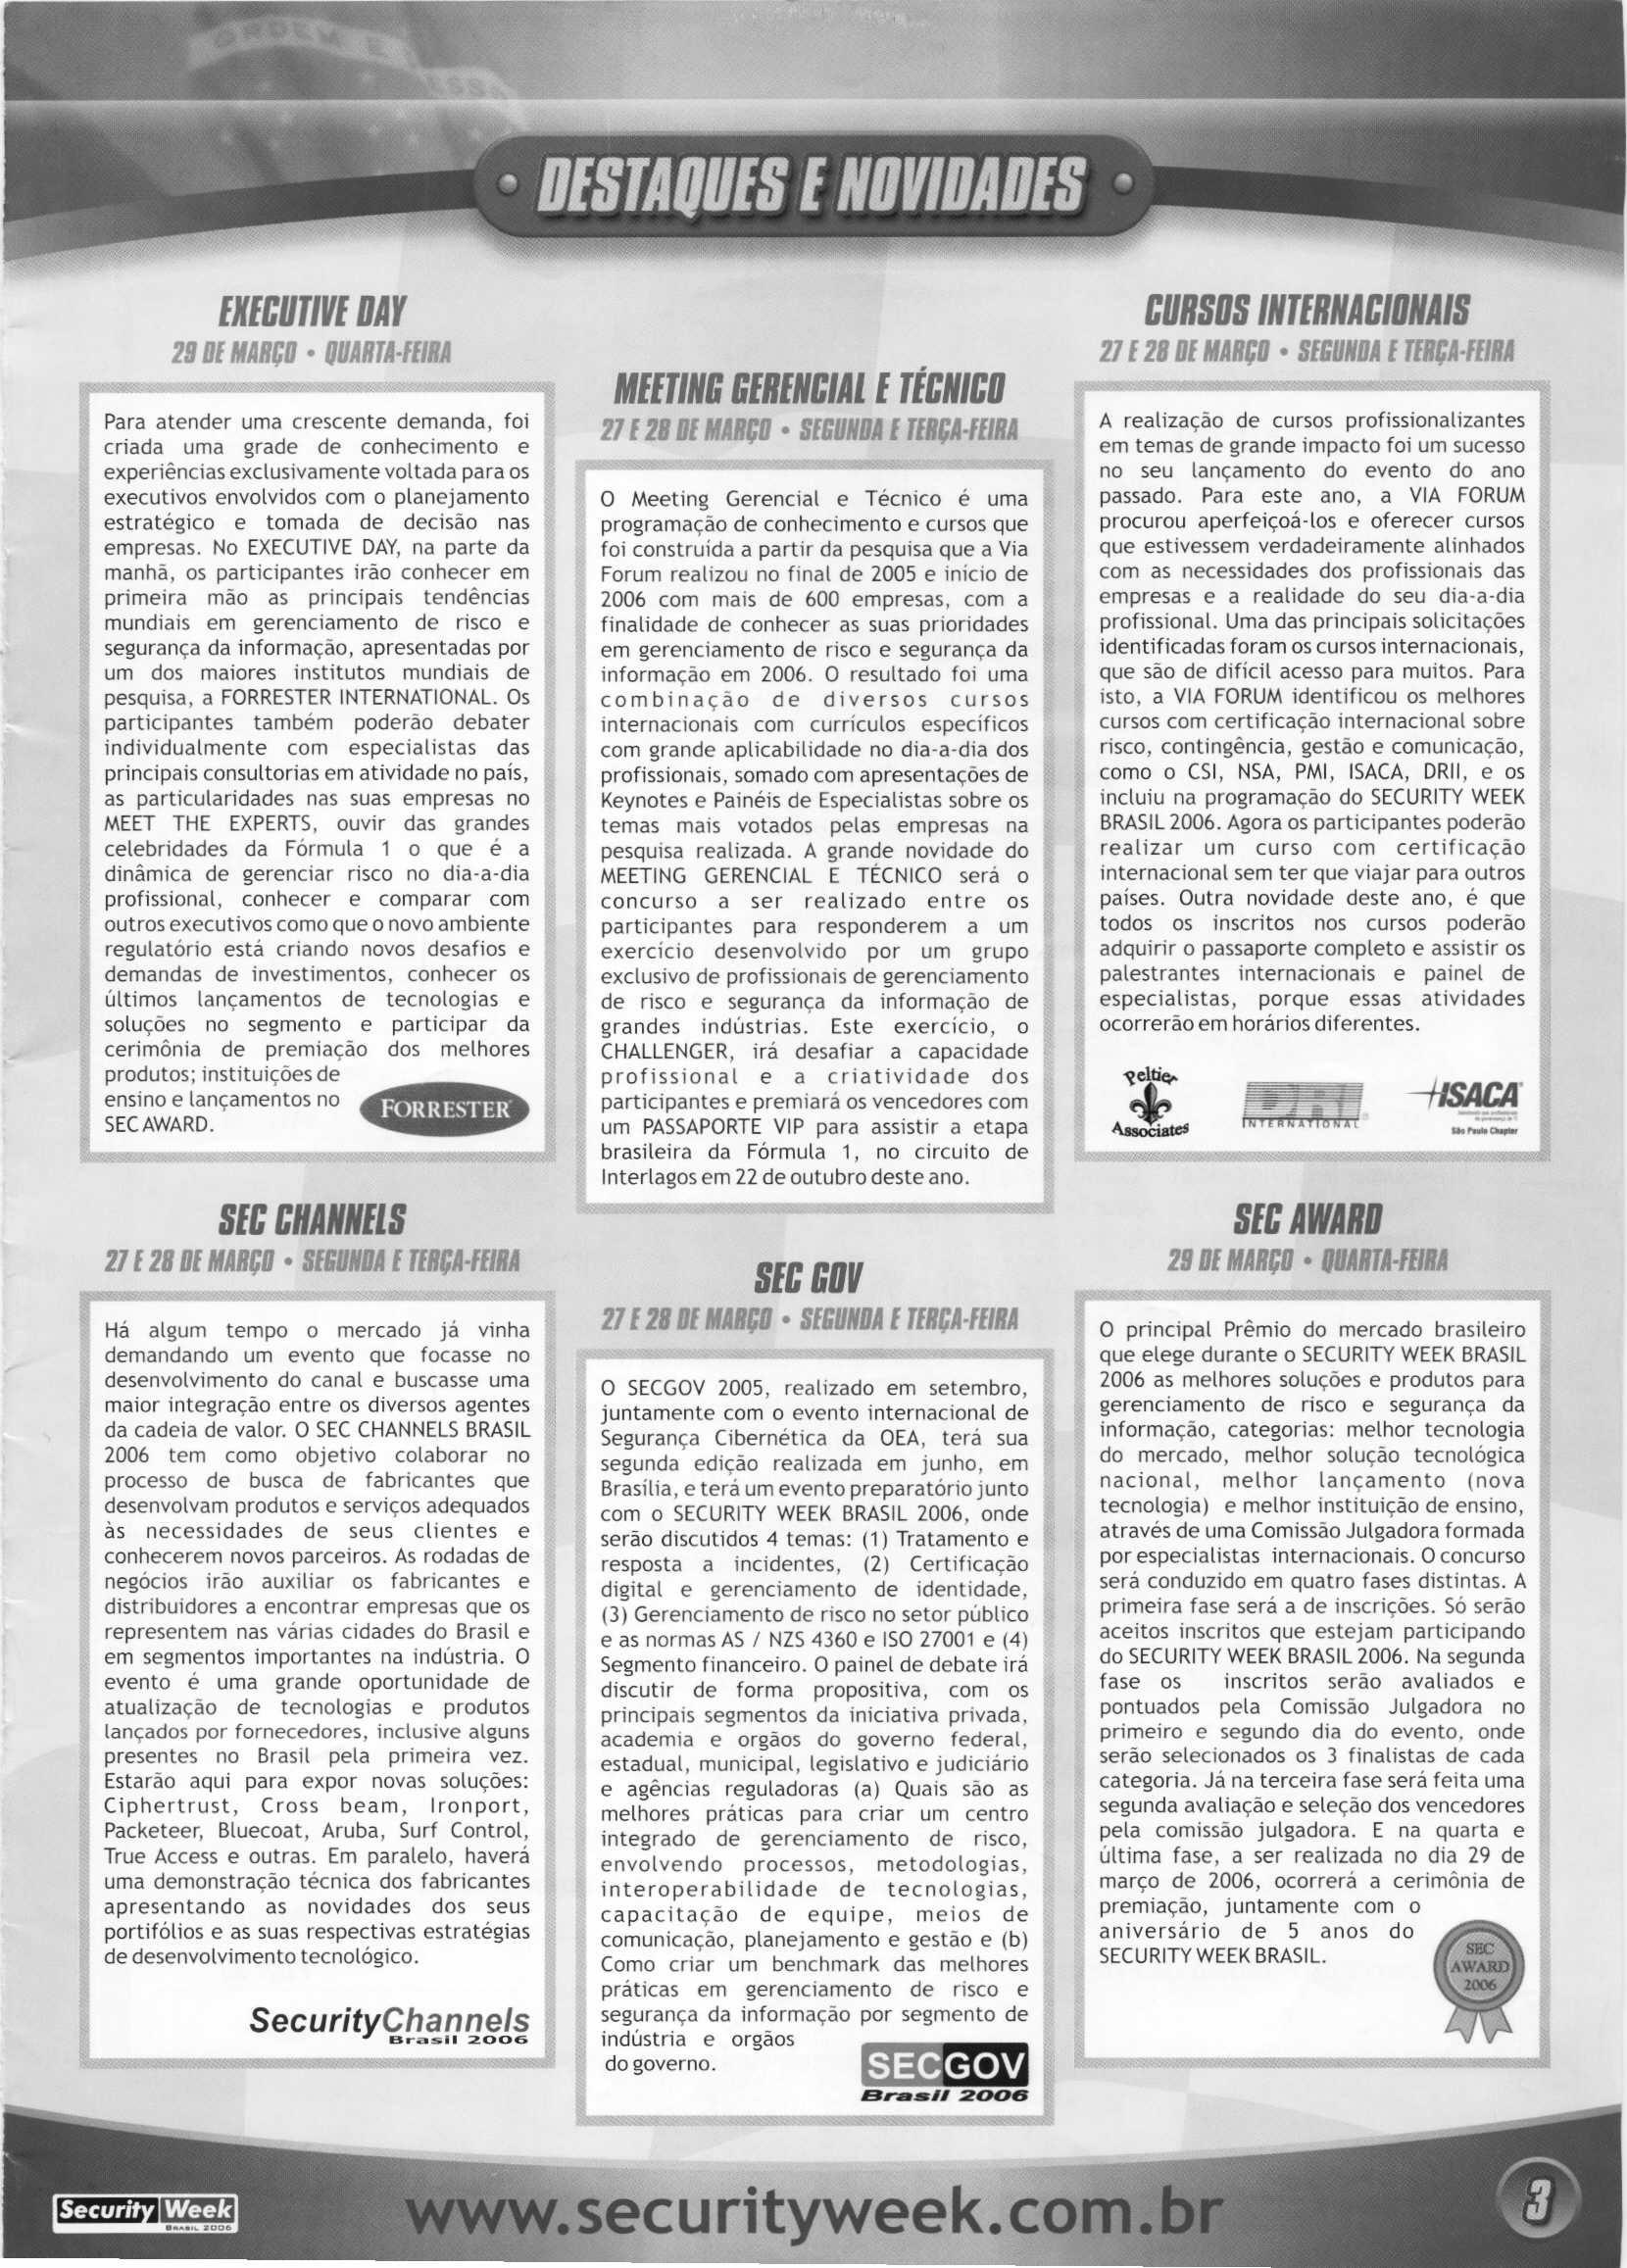 ORDEM E
DESTAQUES E NOVIDADES
EXECUTIVE DAY
29 DE MARÇO • QUARTA-FEIRA
Para atender uma crescente demanda, foi
criada uma grade de conhecimento e
experiências exclusivamente voltada para os
executivos envolvidos com o planejamento
estratégico e tomada de decisão nas
empresas. No EXECUTIVE DAY, na parte da
manhã, os participantes irão conhecer em
primeira mão as principais tendências
mundiais em gerenciamento de risco e
segurança da informação, apresentadas por
um dos maiores institutos mundiais de
pesquisa, a FORRESTER INTERNATIONAL. Os
participantes também poderão debater
individualmente com especialistas das
principais consultorias em atividade no país,
as particularidades nas suas empresas no
MEET THE EXPERTS, ouvir das grandes
celebridades da Fórmula 1 o que é a
dinâmica de gerenciar risco no dia-a-dia
profissional, conhecer e comparar com
outros executivos como que o novo ambiente
regulatório está criando novos desafios e
demandas de investimentos, conhecer os
últimos lançamentos de tecnologias e
soluções no segmento e participar da
cerimônia de premiação dos melhores
produtos; instituições de
ensino e lançamentos no
SEC AWARD.
FORRESTER
SEC CHANNELS
27 E 28 DE MARÇO • SEGUNDA E TERÇA-FEIRA
Há algum tempo o mercado já vinha
demandando um evento que focasse no
desenvolvimento do canal e buscasse uma
maior integração entre os diversos agentes
da cadeia de valor. O SEC CHANNELS BRASIL
2006 tem como objetivo colaborar no
processo de busca de fabricantes que
desenvolvam produtos e serviços adequados
às necessidades de seus clientes e
conhecerem novos parceiros. As rodadas de
negócios irão auxiliar os fabricantes e
distribuidores a encontrar empresas que os
representem nas várias cidades do Brasil e
em segmentos importantes na indústria. O
evento é uma grande oportunidade de
atualização de tecnologias e produtos
lançados por fornecedores, inclusive alguns
presentes no Brasil pela primeira vez.
Estarão aqui para expor novas soluções:
Ciphertrust, Cross beam, Ironport,
Packeteer, Bluecoat, Aruba, Surf Control,
True Access e outras. Em paralelo, haverá
uma demonstração técnica dos fabricantes
apresentando as novidades dos seus
portifólios e as suas respectivas estratégias
de desenvolvimento tecnológico.
SecurityChannels
Brasil 2006
MEETING GERENCIAL E TÉCNICO
27 E 28 DE MARÇO • SEGUNDA E TERÇA-FEIRA
O Meeting Gerencial e Técnico é uma
programação de conhecimento e cursos que
foi construída a partir da pesquisa que a Via
Forum realizou no final de 2005 e início de
2006 com mais de 600 empresas, com a
finalidade de conhecer as suas prioridades
em gerenciamento de risco e segurança da
informação em 2006. O resultado foi uma
combinação de diversos cursos
internacionais com currículos específicos
com grande aplicabilidade no dia-a-dia dos
profissionais, somado com apresentações de
Keynotes e Painéis de Especialistas sobre os
temas mais votados pelas empresas na
pesquisa realizada. A grande novidade do
MEETING GERENCIAL E TÉCNICO será o
concurso a ser realizado entre os
participantes para responderem a um
exercício desenvolvido por um grupo
exclusivo de profissionais de gerenciamento
de risco e segurança da informação de
grandes indústrias. Este exercício, o
CHALLENGER, irá desafiar a capacidade
profissional e a criatividade dos
participantes e premiará os vencedores com
um PASSAPORTE VIP para assistir a etapa
brasileira da Fórmula 1, no circuito de
Interlagos em 22 de outubro deste ano.
SEC GOV
27 E 28 DE MARÇO • SEGUNDA E TERÇA-FEIRA
O SECGOV 2005, realizado em setembro,
juntamente com o evento internacional de
Segurança Cibernética da OEA, terá sua
segunda edição realizada em junho, em
Brasília, e terá um evento preparatório junto
com o SECURITY WEEK BRASIL 2006, onde
serão discutidos 4 temas: (1) Tratamento e
resposta a incidentes, (2) Certificação
digital e gerenciamento de identidade,
(3) Gerenciamento de risco no setor público
e as normas AS / NZS 4360 e ISO 27001 e (4)
Segmento financeiro. O painel de debate irá
discutir de forma propositiva, com os
principais segmentos da iniciativa privada,
academia e orgãos do governo federal,
estadual, municipal, legislativo e judiciário
e agências reguladoras (a) Quais são as
melhores práticas para criar um centro
integrado de gerenciamento de risco,
envolvendo processos, metodologias,
interoperabilidade de tecnologias,
capacitação de equipe, meios de
comunicação, planejamento e gestão e (b)
Como criar um benchmark das melhores
práticas em gerenciamento de risco e
segurança da informação por segmento de
indústria e orgãos
do governo.
SECGOV
Brasil 2006
CURSOS INTERNACIONAIS
27 E 28 DE MARÇO • SEGUNDA E TERÇA-FEIRA
A realização de cursos profissionalizantes
em temas de grande impacto foi um sucesso
no seu lançamento do evento do ano
passado. Para este ano, a VIA FORUM
procurou aperfeiçoá-los e oferecer cursos
que estivessem verdadeiramente alinhados
com as necessidades dos profissionais das
empresas e a realidade do seu dia-a-dia
profissional. Uma das principais solicitações
identificadas foram os cursos internacionais,
que são de difícil acesso para muitos. Para
isto, a VIA FORUM identificou os melhores
cursos com certificação internacional sobre
risco, contingência, gestão e comunicação,
como o CSI, NSA, PMI, ISACA, DRII, e os
incluiu na programação do SECURITY WEEK
BRASIL 2006. Agora os participantes poderão
realizar um curso com certificação
internacional sem ter que viajar para outros
países. Outra novidade deste ano, é que
todos os inscritos nos cursos poderão
adquirir o passaporte completo e assistir os
palestrantes internacionais e painel de
especialistas, porque essas atividades
ocorrerão em horários diferentes.
Peltier
Associates
DRI
INTERNATIONAL
ISACA
São Paulo Chapter
SEC AWARD
29 DE MARÇO • QUARTA-FEIRA
O principal Prêmio do mercado brasileiro
que elege durante o SECURITY WEEK BRASIL
2006 as melhores soluções e produtos para
gerenciamento de risco e segurança da
informação, categorias: melhor tecnologia
do mercado, melhor solução tecnológica
nacional, melhor lançamento (nova
tecnologia) e melhor instituição de ensino,
através de uma Comissão Julgadora formada
por especialistas internacionais. O concurso
será conduzido em quatro fases distintas. A
primeira fase será a de inscrições. Só serão
aceitos inscritos que estejam participando
do SECURITY WEEK BRASIL 2006. Na segunda
fase os inscritos serão avaliados e
pontuados pela Comissão Julgadora no
primeiro e segundo dia do evento, onde
serão selecionados os 3 finalistas de cada
categoria. Já na terceira fase será feita uma
segunda avaliação e seleção dos vencedores
pela comissão julgadora. E na quarta e
última fase, a ser realizada no dia 29 de
março de 2006, ocorrerá a cerimônia de
premiação, juntamente com o
aniversário de 5 anos do
SECURITY WEEK BRASIL.
SEC
AWARD
2006
Security Week
BRASIL 2006
www.securityweek.com.br
3